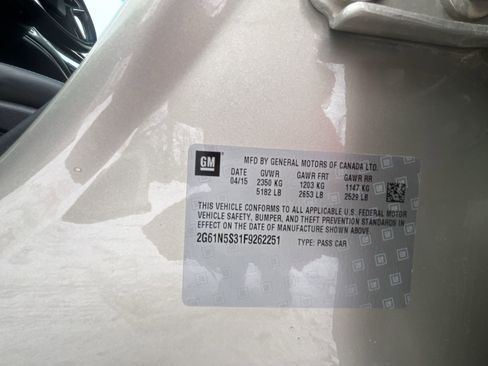 GM
MFD BY GENERAL MOTORS OF CANADA LTD.
DATE GVWR GAWR FRT GAWR RR
04/15 2350 KG 1203 KG 1147 KG
5182 LB 2653 LB 2529 LB
THIS VEHICLE CONFORMS TO ALL APPLICABLE U.S. FEDERAL MOTOR
VEHICLE SAFETY, BUMPER, AND THEFT PREVENTION STANDARDS IN
EFFECT ON THE DATE OF MANUFACTURE SHOWN ABOVE.
2G61N5S31F9262251 TYPE: PASS CAR